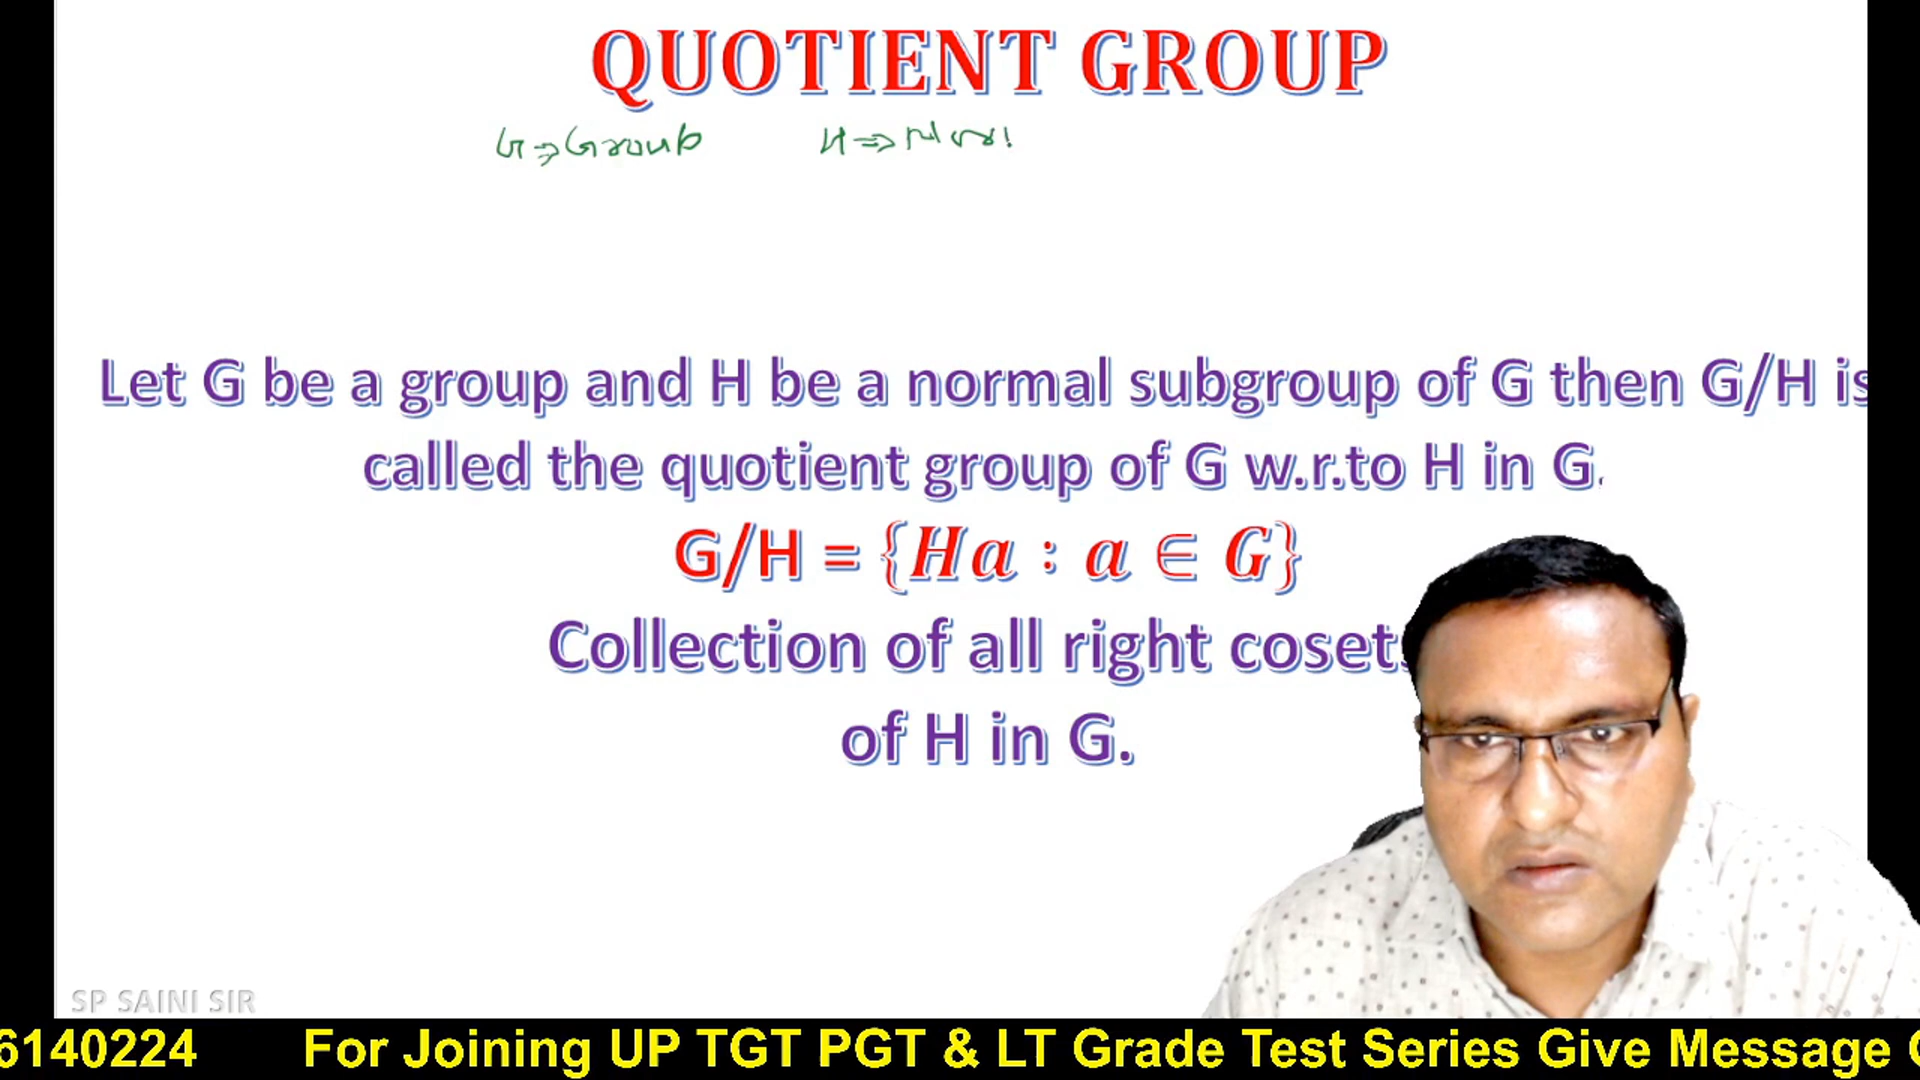 QUOTIENT GROUP
G⇒Group H⇒Nor
Let G be a group and H be a normal subgroup of G then G/H is
called the quotient group of G w.r.to H in G.
G/H = {Ha : a ∈ G}
Collection of all right cosets
of H in G.
SP SAINI SIR
6140224 For Joining UP TGT PGT & LT Grade Test Series Give Message